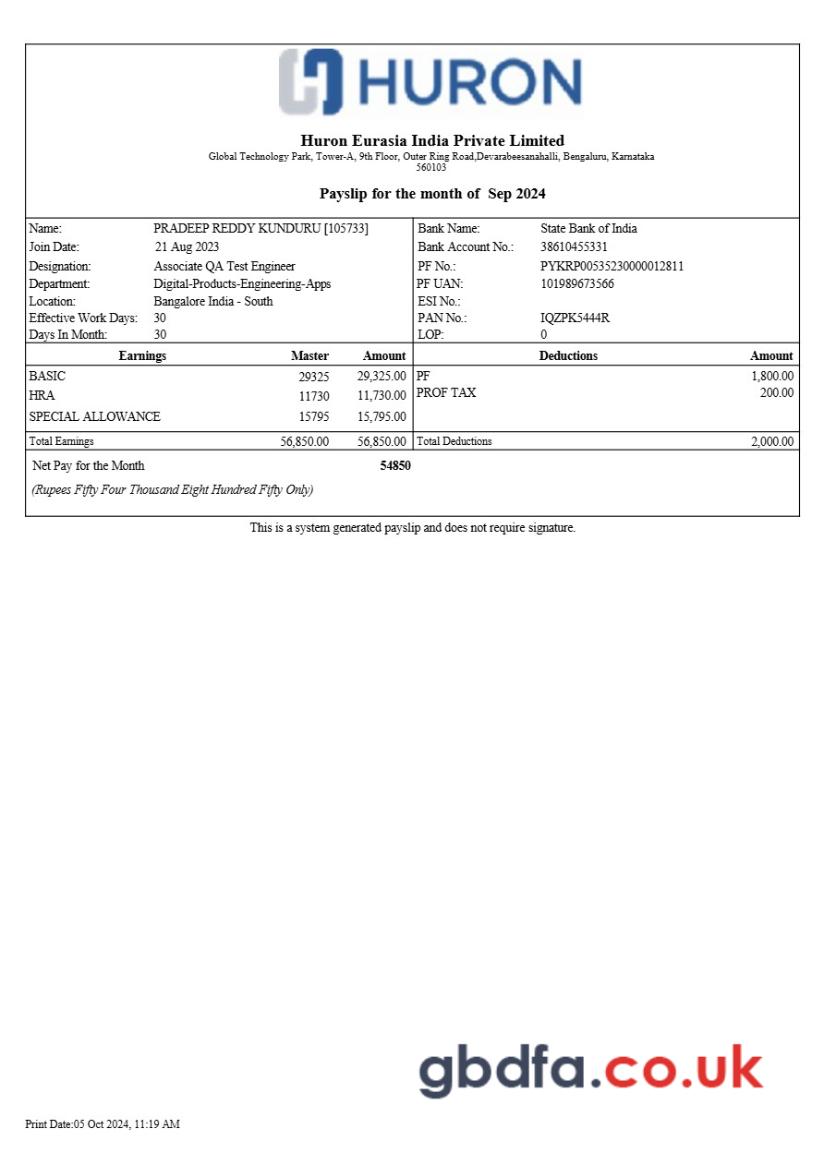 HURON
Huron Eurasia India Private Limited
Global Technology Park, Tower-A, 9th Floor, Outer Ring Road,Devarabeesanahalli, Bengaluru, Karnataka
560103
Payslip for the month of Sep 2024
Name: PRADEEP REDDY KUNDURU [105733] Bank Name: State Bank of India
Join Date: 21 Aug 2023 Bank Account No.: 38610455331
Designation: Associate QA Test Engineer PF No.: PYKRP00535230000012811
Department: Digital-Products-Engineering-Apps PF UAN: 101989673566
Location: Bangalore India - South ESI No.:
Effective Work Days: 30 PAN No.: IQZPK5444R
Days In Month: 30 LOP: 0
Earnings Master Amount Deductions Amount
BASIC 29325 29,325.00 PF 1,800.00
HRA 11730 11,730.00 PROF TAX 200.00
SPECIAL ALLOWANCE 15795 15,795.00
Total Earnings 56,850.00 56,850.00 Total Deductions 2,000.00
Net Pay for the Month 54850
(Rupees Fifty Four Thousand Eight Hundred Fifty Only)
This is a system generated payslip and does not require signature.
gbdfa.co.uk
Print Date:05 Oct 2024, 11:19 AM